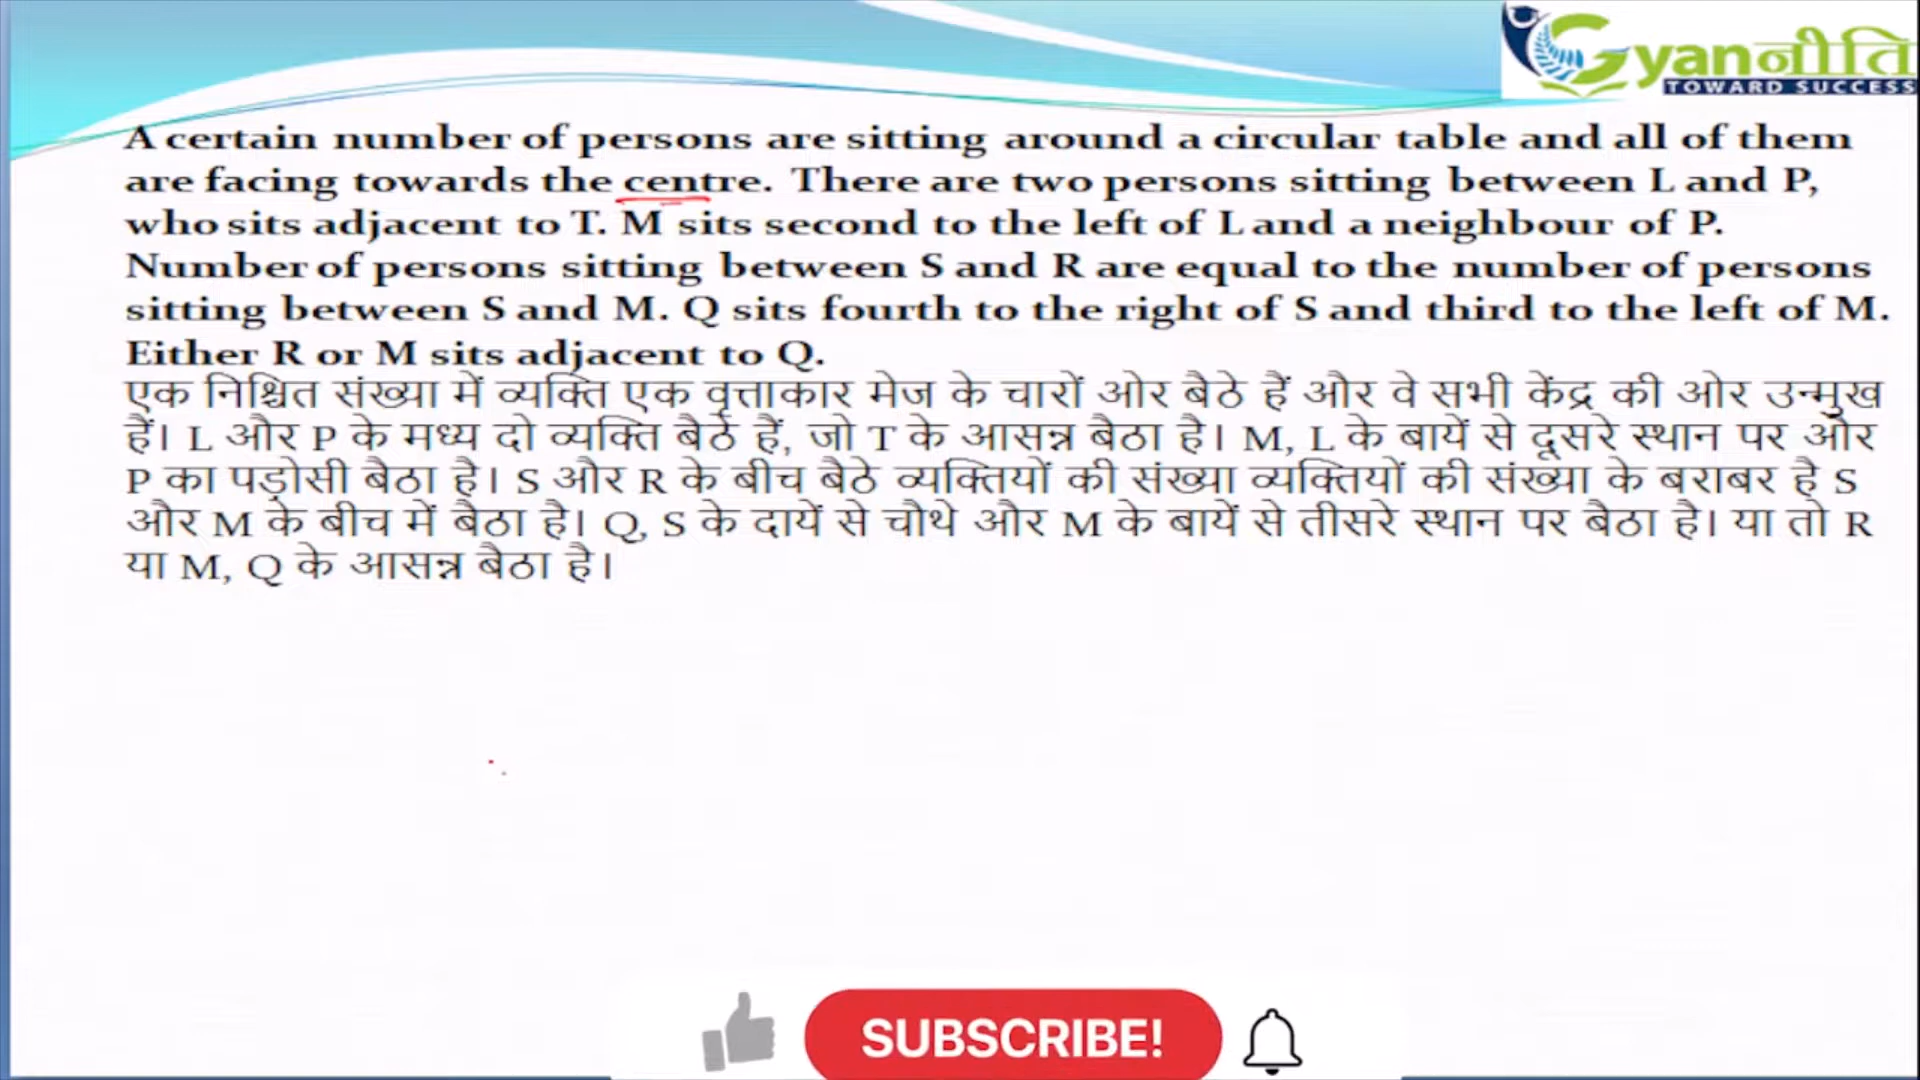 Gyanनीति
TOWARD SUCCESS
A certain number of persons are sitting around a circular table and all of them
are facing towards the centre. There are two persons sitting between L and P,
who sits adjacent to T. M sits second to the left of L and a neighbour of P.
Number of persons sitting between S and R are equal to the number of persons
sitting between S and M. Q sits fourth to the right of S and third to the left of M.
Either R or M sits adjacent to Q.
एक निश्चित संख्या में व्यक्ति एक वृत्ताकार मेज के चारों ओर बैठे हैं और वे सभी केंद्र की ओर उन्मुख
हैं। L और P के मध्य दो व्यक्ति बैठे हैं, जो T के आसन्न बैठा है। M, L के बायें से दूसरे स्थान पर और
P का पड़ोसी बैठा है। S और R के बीच बैठे व्यक्तियों की संख्या व्यक्तियों की संख्या के बराबर है S
और M के बीच में बैठा है। Q, S के दायें से चौथे और M के बायें से तीसरे स्थान पर बैठा है। या तो R
या M, Q के आसन्न बैठा है।
SUBSCRIBE!